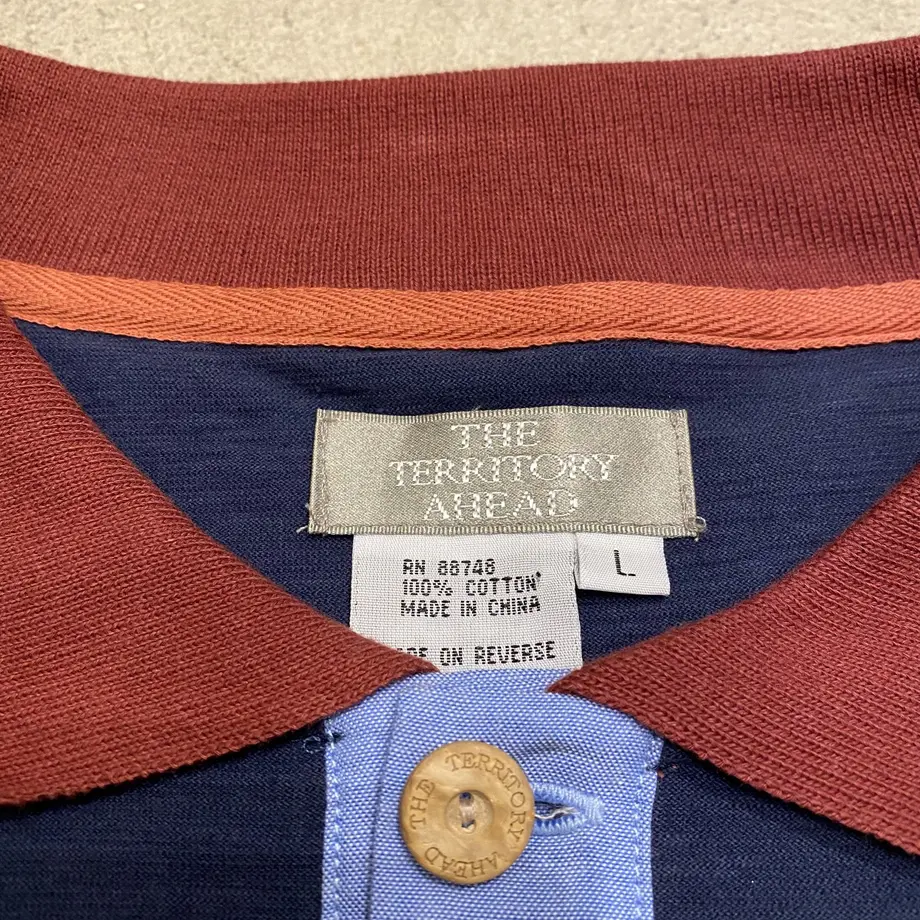 THE
TERRITORY
AHEAD
RN 88748
100% COTTON
MADE IN CHINA
ON REVERSE
L
THE TERRITORY AHEAD